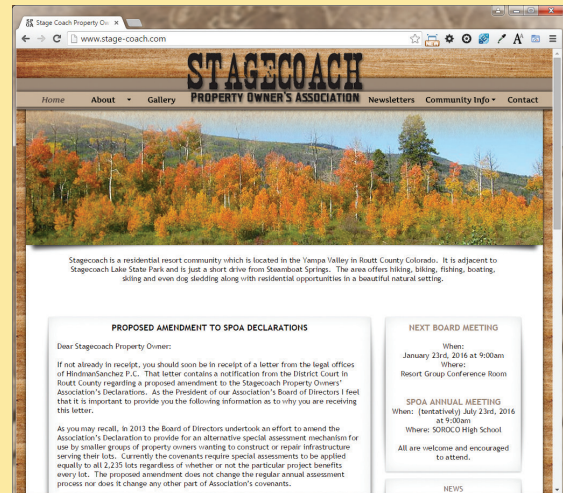 Stage Coach Property Ow
www.stage-coach.com
NEW
STAGECOACH
PROPERTY OWNER'S ASSOCIATION
Home About Gallery Newsletters Community Info Contact
Stagecoach is a residential resort community which is located in the Yampa Valley in Routt County Colorado. It is adjacent to
Stagecoach Lake State Park and is just a short drive from Steamboat Springs. The area offers hiking, biking, fishing, boating,
skiing and even dog sledding along with residential opportunities in a beautiful natural setting.
PROPOSED AMENDMENT TO SPOA DECLARATIONS
Dear Stagecoach Property Owner:
If not already in receipt, you should soon be in receipt of a letter from the legal offices
of HindmanSanchez P.C. That letter contains a notification from the District Court in
Routt County regarding a proposed amendment to the Stagecoach Property Owners'
Association's Declarations. As the President of our Association's Board of Directors I feel
that it is important to provide you the following information as to why you are receiving
this letter.
As you may recall, in 2013 the Board of Directors undertook an effort to amend the
Association's Declaration to provide for an alternative special assessment mechanism for
use by smaller groups of property owners wanting to construct or repair infrastructure
serving their lots. Currently the covenants require special assessments to be applied
equally to all 2,235 lots regardless of whether or not the particular project benefits
every lot. The proposed amendment does not change the regular annual assessment
process nor does it change any other part of Association's covenants.
NEXT BOARD MEETING
When:
January 23rd, 2016 at 9:00am
Where:
Resort Group Conference Room
SPOA ANNUAL MEETING
When: (tentatively) July 23rd, 2016
at 9:00am
Where: SOROCO High School
All are welcome and encouraged
to attend.
NEWS